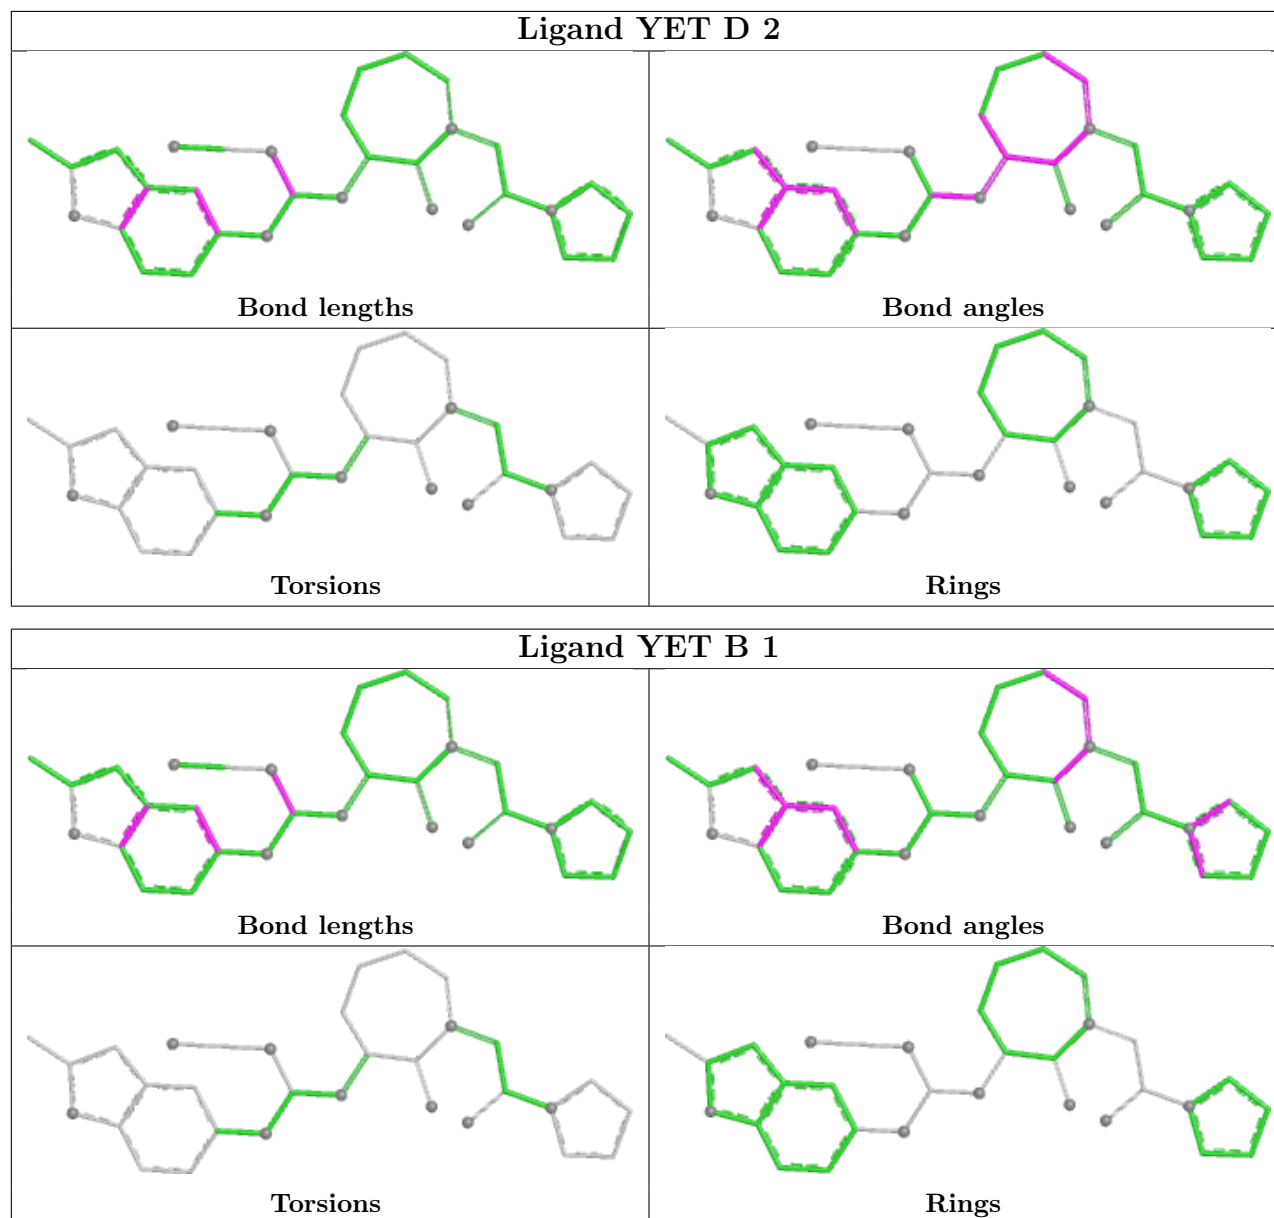 Ligand YET D 2
Bond lengths
Bond angles
Torsions
Rings
Ligand YET B 1
Bond lengths
Bond angles
Torsions
Rings